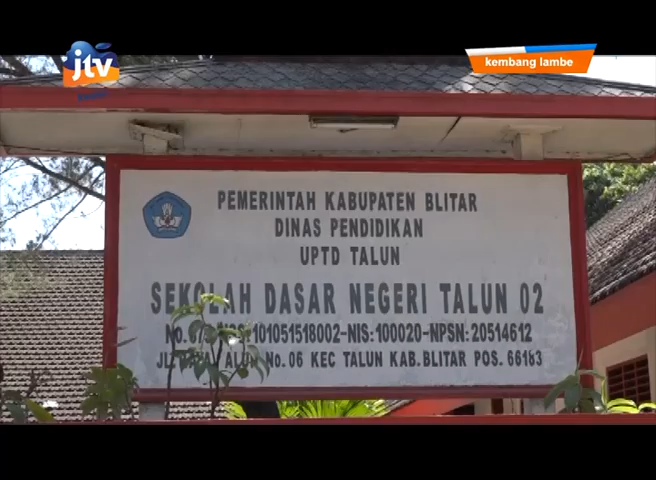 jtv
kembang lambe
PEMERINTAH KABUPATEN BLITAR
DINAS PENDIDIKAN
UPTD TALUN
SEKOLAH DASAR NEGERI TALUN 02
101051518002-NIS:100020-NPSN:20514612
No.06 KEC TALUN KAB.BLITAR POS. 66183